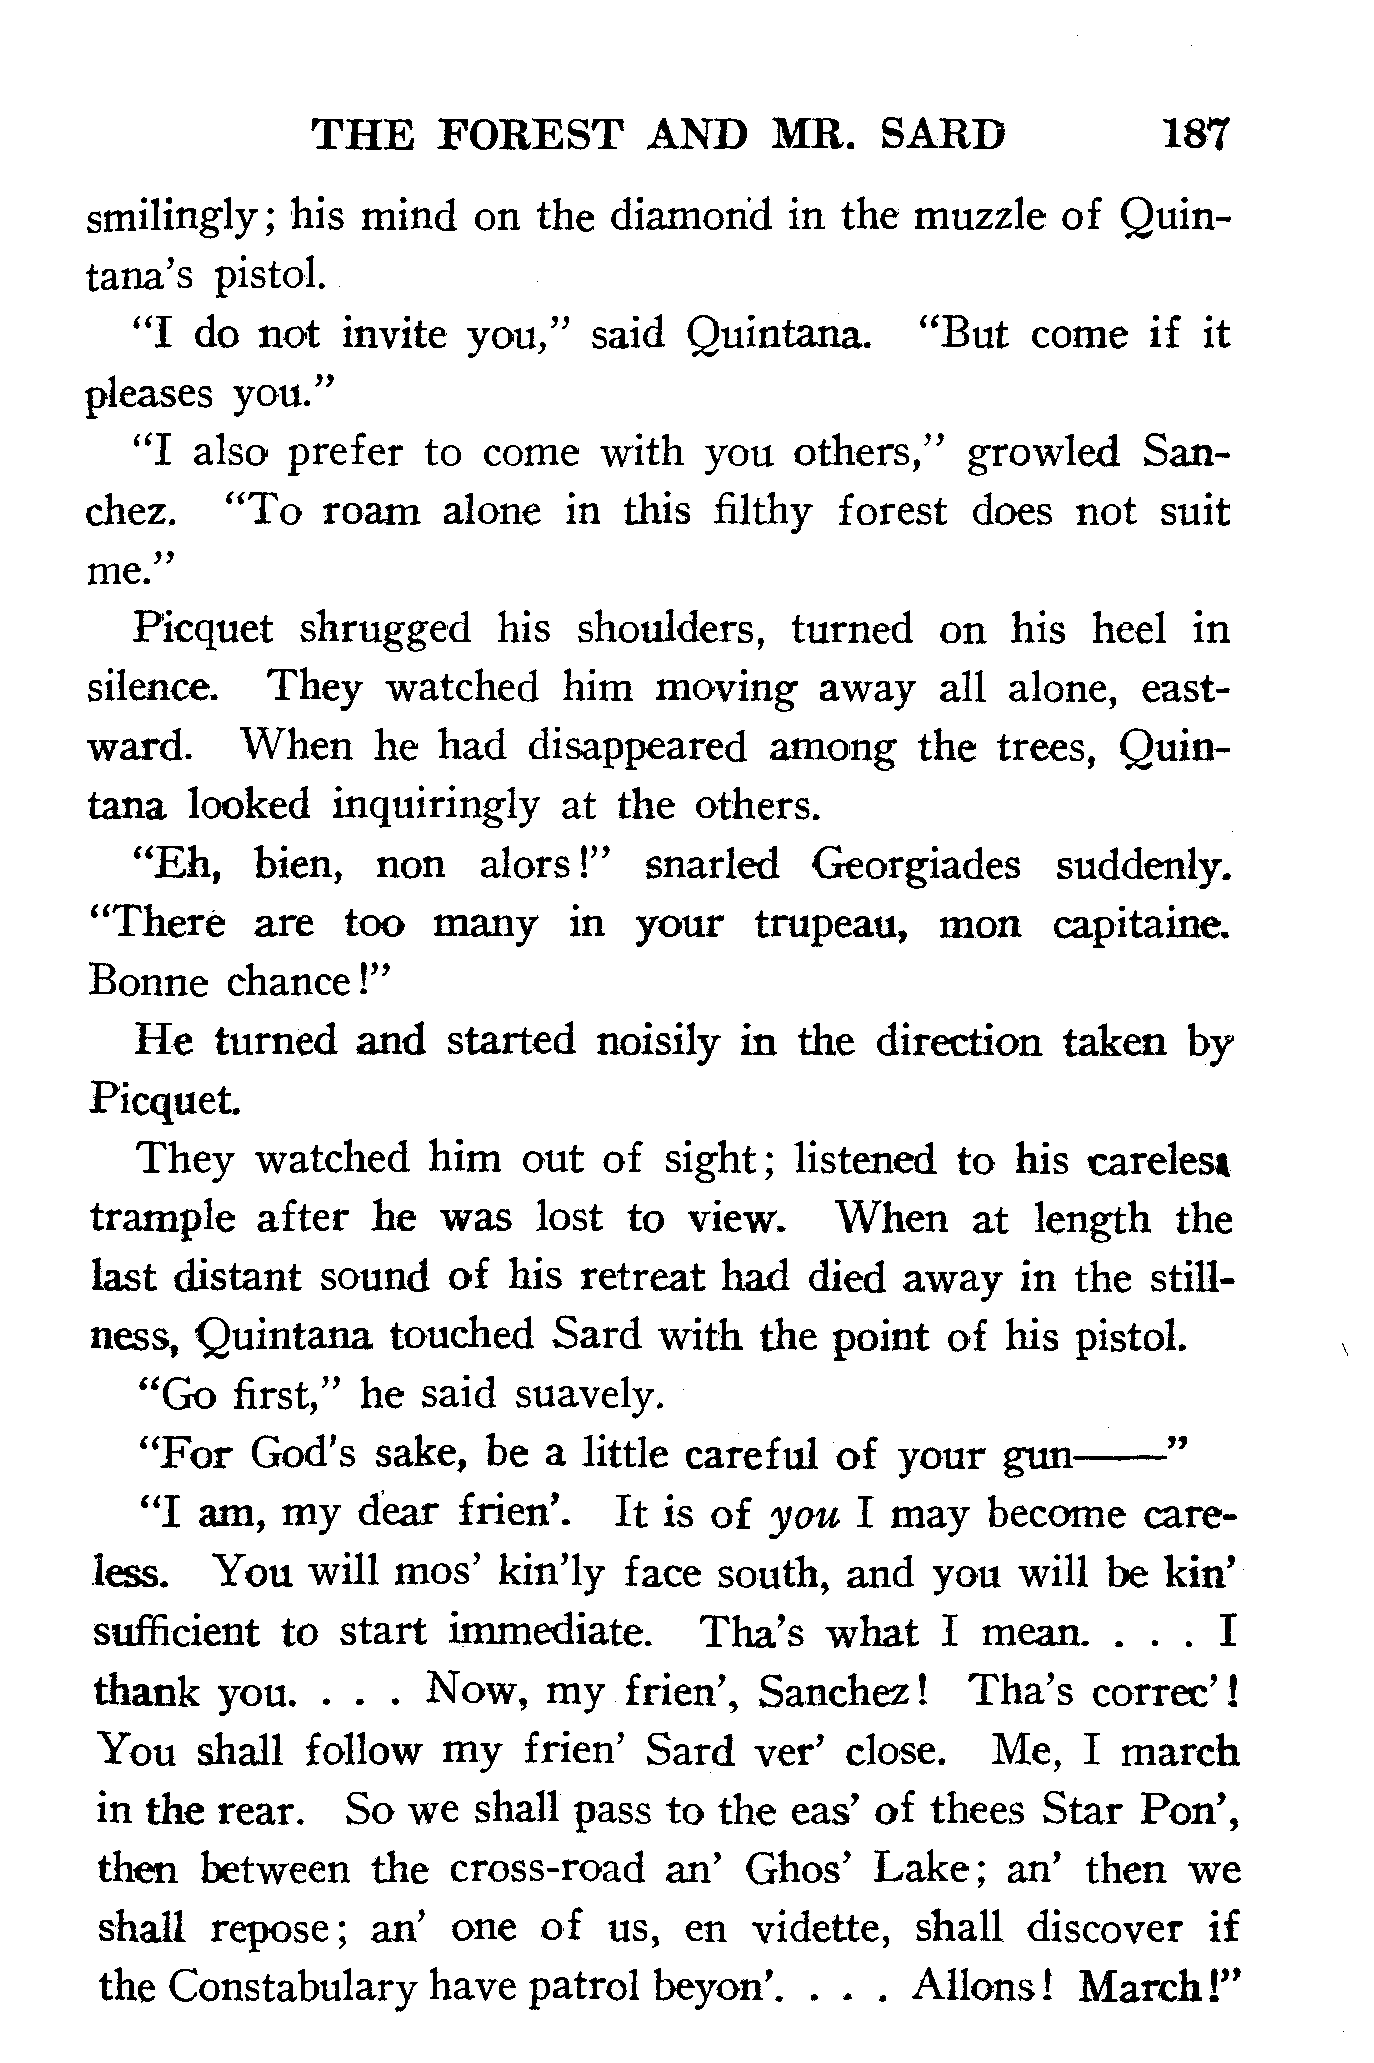 THE FOREST AND MR. SARD 187
smilingly; his mind on the diamond in the muzzle of Quin-
tana's pistol.
"I do not invite you," said Quintana. "But come if it
pleases you."
"I also prefer to come with you others," growled San-
chez. "To roam alone in this filthy forest does not suit
me."
Picquet shrugged his shoulders, turned on his heel in
silence. They watched him moving away all alone, east-
ward. When he had disappeared among the trees, Quin-
tana looked inquiringly at the others.
"Eh, bien, non alors!" snarled Georgiades suddenly.
"There are too many in your trupeau, mon capitaine.
Bonne chance!"
He turned and started noisily in the direction taken by
Picquet.
They watched him out of sight; listened to his careless
trample after he was lost to view. When at length the
last distant sound of his retreat had died away in the still-
ness, Quintana touched Sard with the point of his pistol.
"Go first," he said suavely.
"For God's sake, be a little careful of your gun——"
"I am, my dear frien'. It is of you I may become care-
less. You will mos' kin'ly face south, and you will be kin'
sufficient to start immediate. Tha's what I mean. . . . I
thank you. . . . Now, my frien', Sanchez! Tha's correc'!
You shall follow my frien' Sard ver' close. Me, I march
in the rear. So we shall pass to the eas' of thees Star Pon',
then between the cross-road an' Ghos' Lake; an' then we
shall repose; an' one of us, en vidette, shall discover if
the Constabulary have patrol beyon'. . . . Allons! March!"